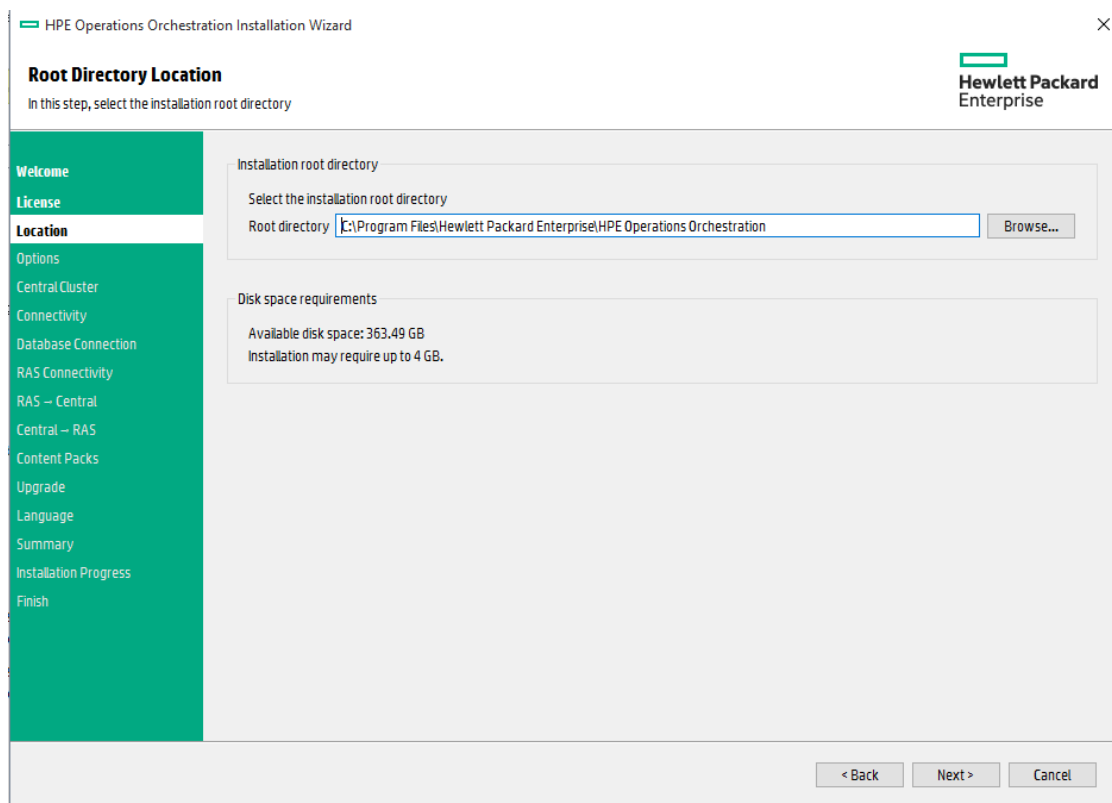 HPE Operations Orchestration Installation Wizard
Root Directory Location
In this step, select the installation root directory
Hewlett Packard
Enterprise
Welcome
License
Location
Options
Central Cluster
Connectivity
Database Connection
RAS Connectivity
RAS – Central
Central – RAS
Content Packs
Upgrade
Language
Summary
Installation Progress
Finish
Installation root directory
Select the installation root directory
Root directory C:\Program Files\Hewlett Packard Enterprise\HPE Operations Orchestration Browse...
Disk space requirements
Available disk space: 363.49 GB
Installation may require up to 4 GB.
< Back Next > Cancel